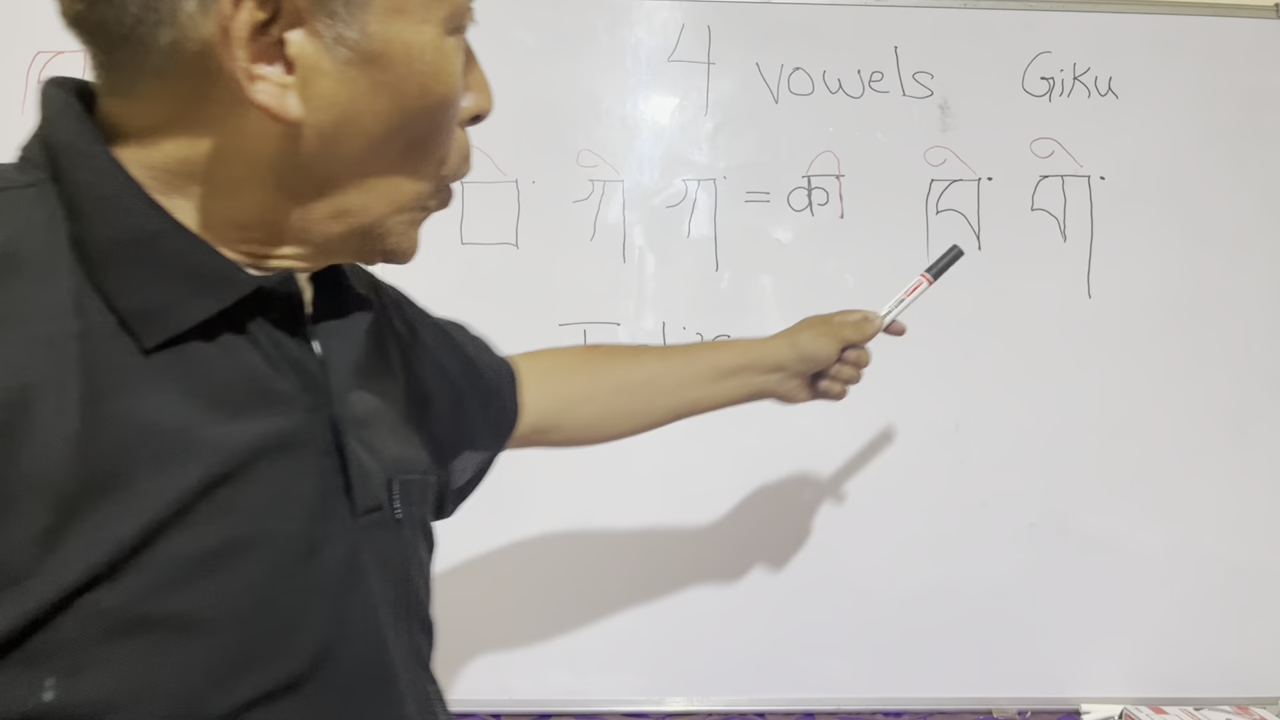 4 vowels Giku
ཀི ཀ་ = की ཁི་ གི་